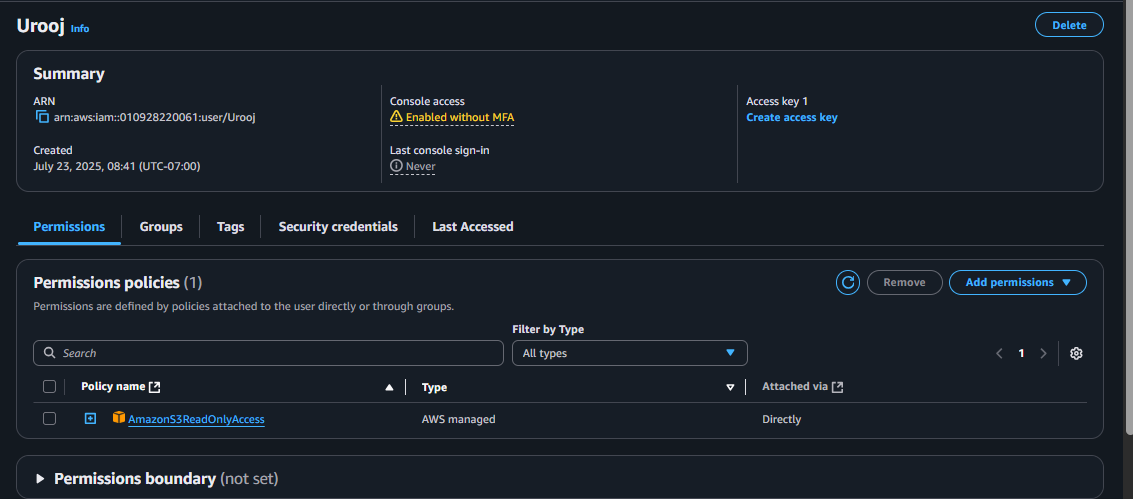 Urooj Info
Delete
Summary
ARN
arn:aws:iam::010928220061:user/Urooj
Created
July 23, 2025, 08:41 (UTC-07:00)
Console access
Enabled without MFA
Last console sign-in
Never
Access key 1
Create access key
Permissions Groups Tags Security credentials Last Accessed
Permissions policies (1)
Remove Add permissions
Permissions are defined by policies attached to the user directly or through groups.
Filter by Type
Search All types 1
Policy name Type Attached via
AmazonS3ReadOnlyAccess AWS managed Directly
Permissions boundary (not set)